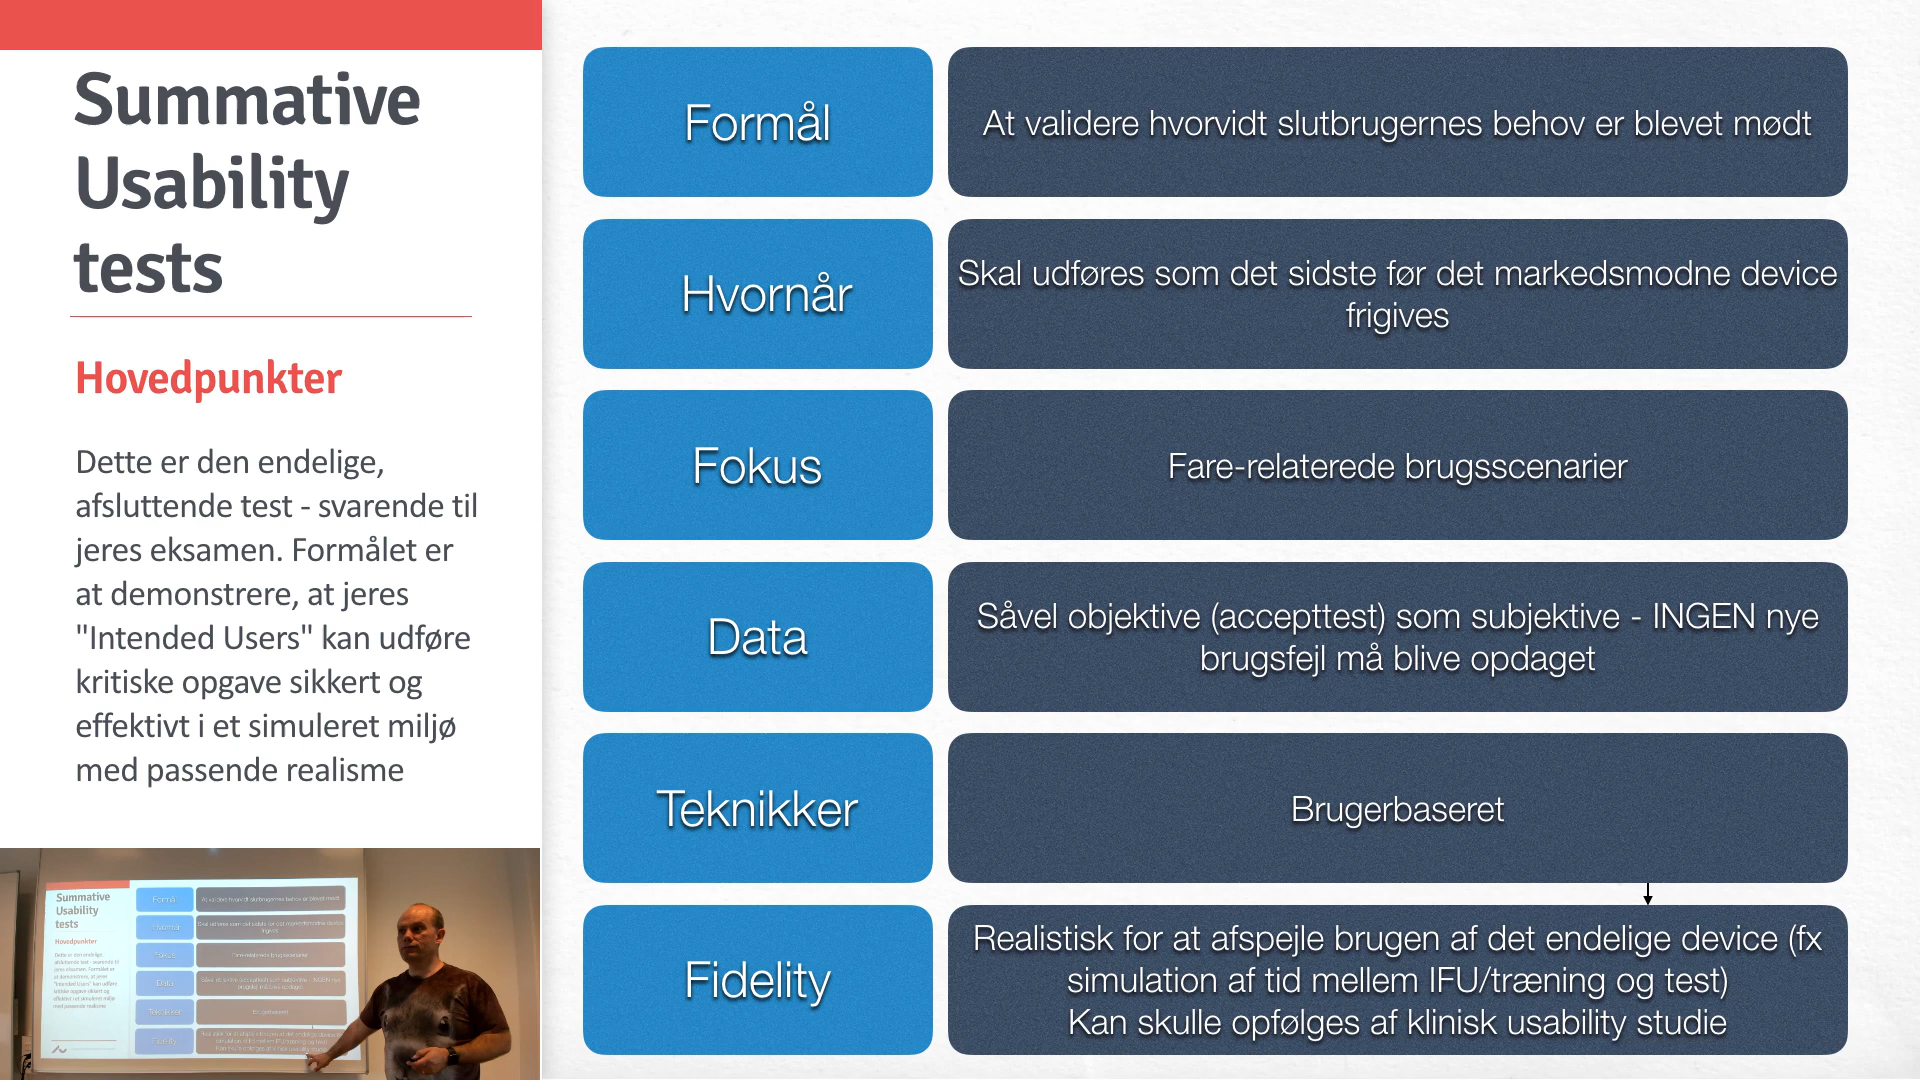 Summative
Usability
tests
Hovedpunkter
Dette er den endelige,
afsluttende test - svarende til
jeres eksamen. Formålet er
at demonstrere, at jeres
"Intended Users" kan udføre
kritiske opgave sikkert og
effektivt i et simuleret miljø
med passende realisme
Formål
At validere hvorvidt slutbrugernes behov er blevet mødt
Hvornår
Skal udføres som det sidste før det markedsmodne device
frigives
Fokus
Fare-relaterede brugsscenarier
Data
Såvel objektive (accepttest) som subjektive - INGEN nye
brugsfejl må blive opdaget
Teknikker
Brugerbaseret
Fidelity
Realistisk for at afspejle brugen af det endelige device (fx
simulation af tid mellem IFU/træning og test)
Kan skulle opfølges af klinisk usability studie
Summative
Usability
tests
Hovedpunkter